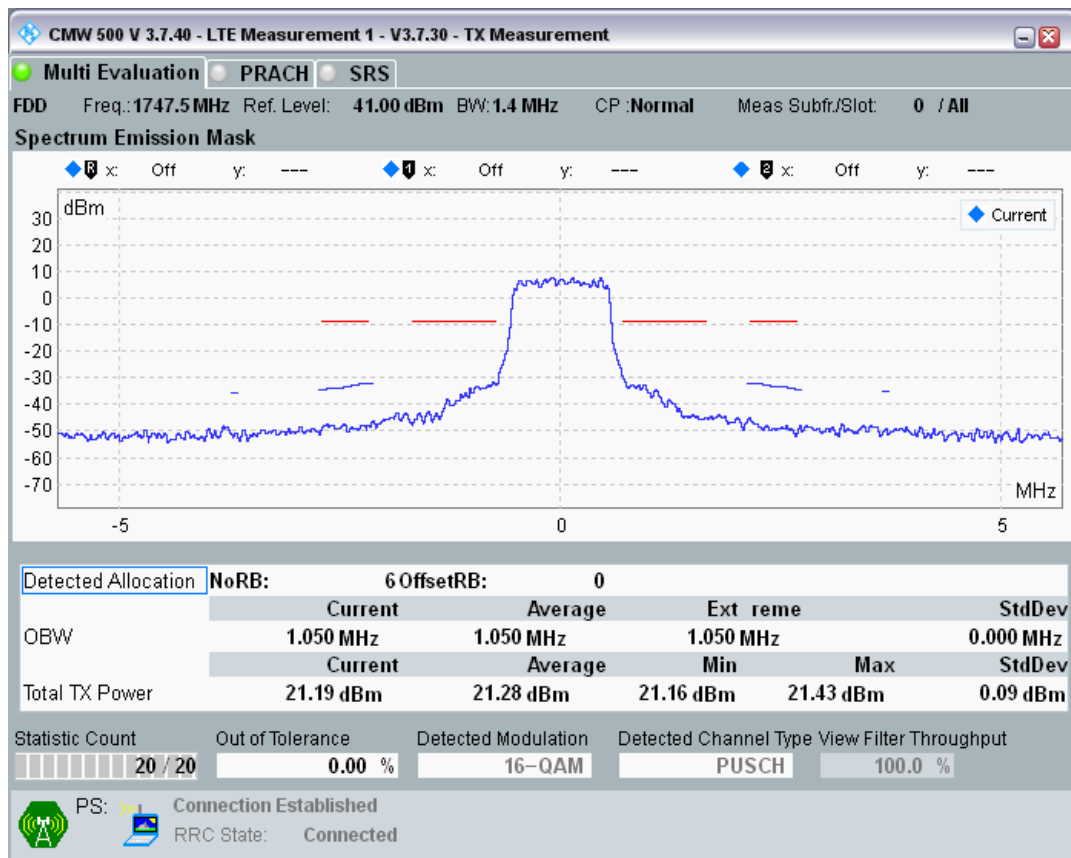 CMW 500 V 3.7.40 - LTE Measurement 1 - V3.7.30 - TX Measurement
Multi Evaluation PRACH SRS
FDD Freq.:1747.5 MHz Ref. Level: 41.00 dBm BW:1.4 MHz CP :Normal Meas Subfr./Slot: 0 / All
Spectrum Emission Mask
R x: Off y: --- 1 x: Off y: --- 2 x: Off y: ---
dBm
Current
30
20
10
0
-10
-20
-30
-40
-50
-60
-70
MHz
-5 0 5
Detected Allocation NoRB: 6 OffsetRB: 0
Current Average Ext reme StdDev
OBW 1.050 MHz 1.050 MHz 1.050 MHz 0.000 MHz
Current Average Min Max StdDev
Total TX Power 21.19 dBm 21.28 dBm 21.16 dBm 21.43 dBm 0.09 dBm
Statistic Count Out of Tolerance Detected Modulation Detected Channel Type View Filter Throughput
20 / 20 0.00 % 16-QAM PUSCH 100.0 %
PS: Connection Established
RRC State: Connected